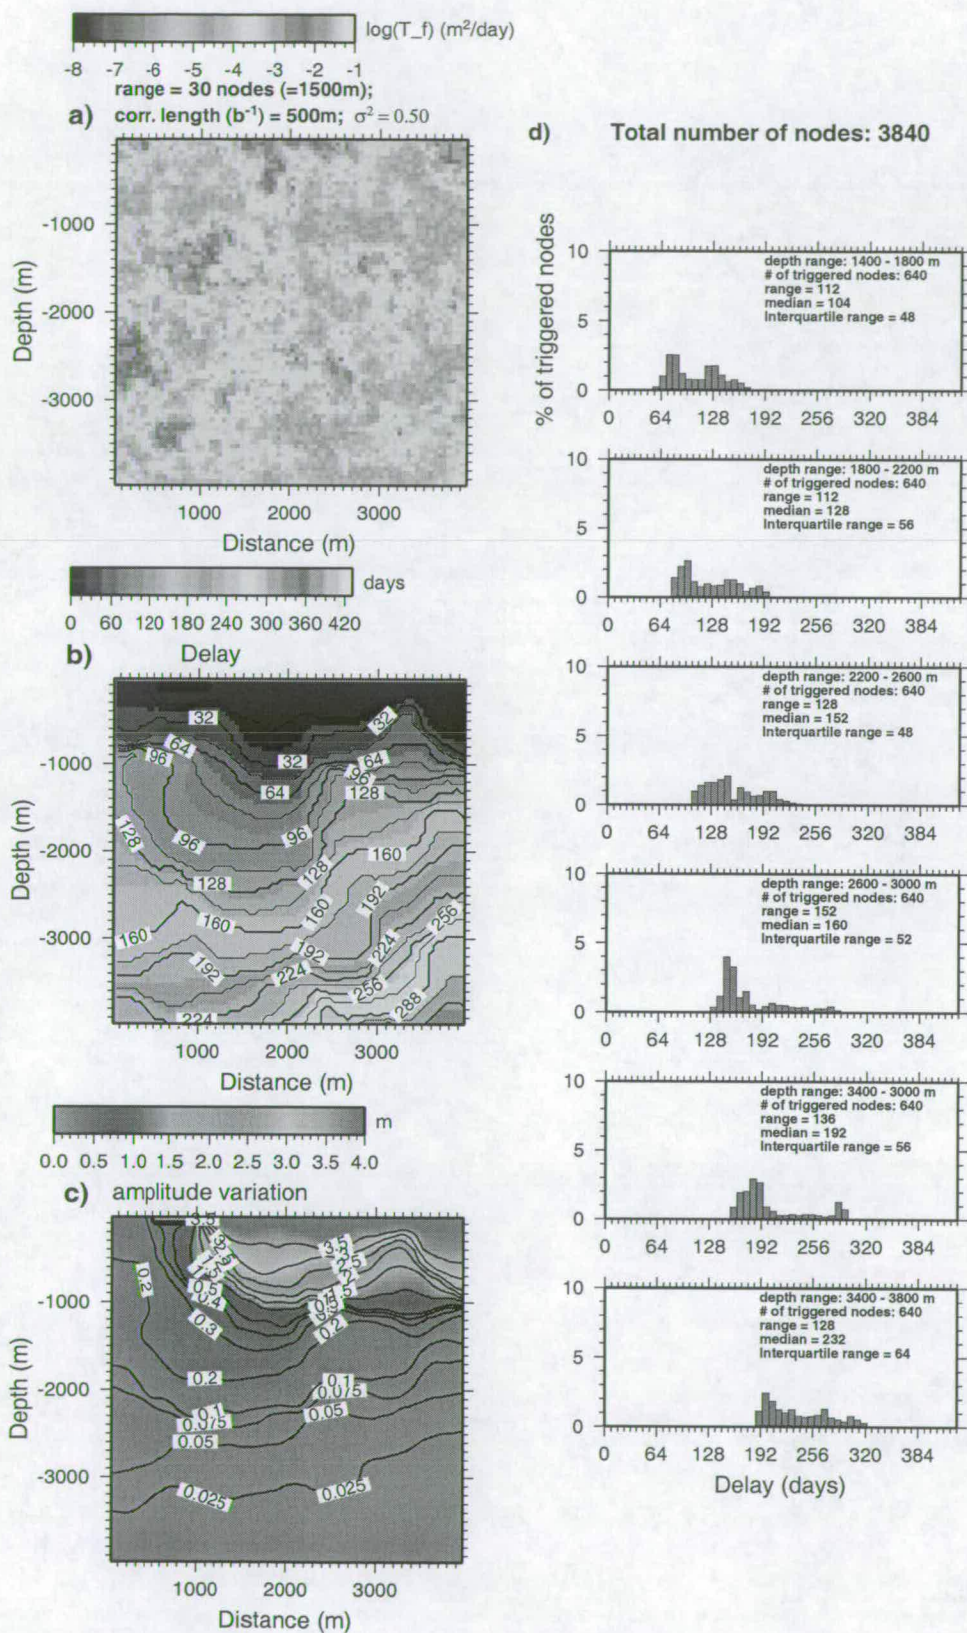 log(T_f) (m²/day)
-8 -7 -6 -5 -4 -3 -2 -1
range = 30 nodes (=1500m);
a) corr. length (b⁻¹) = 500m; σ² = 0.50
-1000
-2000
-3000
Depth (m)
1000 2000 3000
Distance (m)
days
0 60 120 180 240 300 360 420
b) Delay
32
32
32
64
64
64
96
96
96
96
128
128
128
128
160
160
160
192
192
192
224
224
224
256
256
288
-1000
-2000
-3000
Depth (m)
1000 2000 3000
Distance (m)
m
0.0 0.5 1.0 1.5 2.0 2.5 3.0 3.5 4.0
c) amplitude variation
3.5
3.5
0.5
0.4
0.3
0.2
0.2
0.2
0.2
0.1
0.1
0.075
0.075
0.05
0.05
0.025
0.025
-1000
-2000
-3000
Depth (m)
1000 2000 3000
Distance (m)
d) Total number of nodes: 3840
% of triggered nodes
10
5
0
depth range: 1400 - 1800 m
# of triggered nodes: 640
range = 112
median = 104
Interquartile range = 48
0 64 128 192 256 320 384
10
5
0
depth range: 1800 - 2200 m
# of triggered nodes: 640
range = 112
median = 128
Interquartile range = 56
0 64 128 192 256 320 384
10
5
0
depth range: 2200 - 2600 m
# of triggered nodes: 640
range = 128
median = 152
Interquartile range = 48
0 64 128 192 256 320 384
10
5
0
depth range: 2600 - 3000 m
# of triggered nodes: 640
range = 152
median = 160
Interquartile range = 52
0 64 128 192 256 320 384
10
5
0
depth range: 3400 - 3000 m
# of triggered nodes: 640
range = 136
median = 192
Interquartile range = 56
0 64 128 192 256 320 384
10
5
0
depth range: 3400 - 3800 m
# of triggered nodes: 640
range = 128
median = 232
Interquartile range = 64
0 64 128 192 256 320 384
Delay (days)